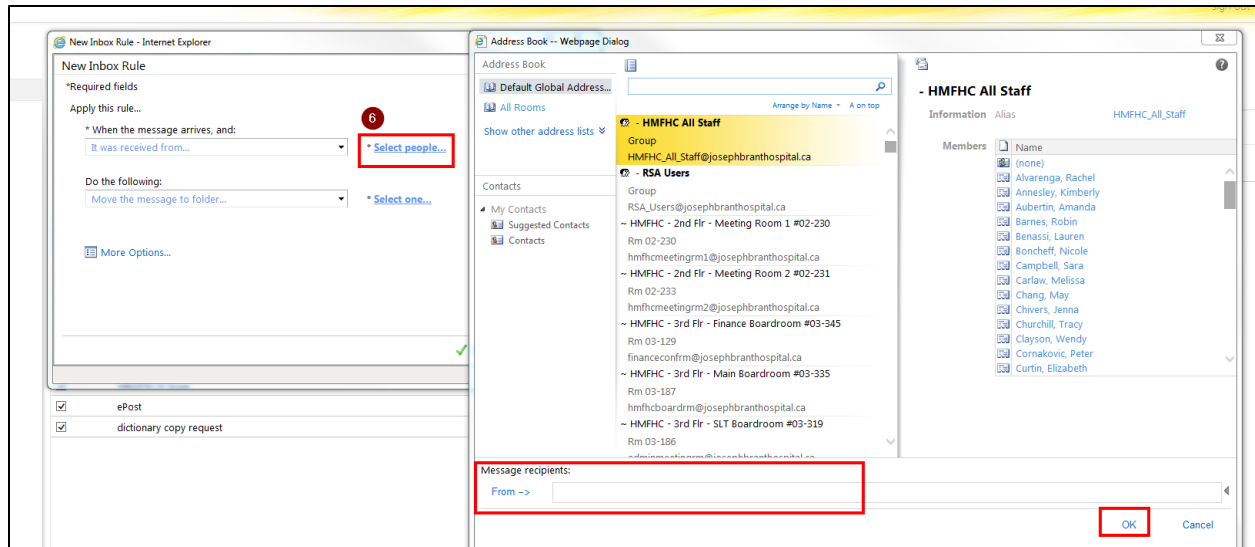 Sign out
New Inbox Rule - Internet Explorer
New Inbox Rule
*Required fields
Apply this rule...
6
* When the message arrives, and:
It was received from...
* Select people...
Do the following:
Move the message to folder...
* Select one...
More Options...
ePost
dictionary copy request
Address Book -- Webpage Dialog
Address Book
Default Global Address...
All Rooms
Show other address lists
Contacts
My Contacts
Suggested Contacts
Contacts
Arrange by Name
A on top
- HMFHC All Staff
Group
HMFHC_All_Staff@josephbranthospital.ca
- RSA Users
Group
RSA_Users@josephbranthospital.ca
~ HMFHC - 2nd Flr - Meeting Room 1 #02-230
Rm 02-230
hmfhcmeetingrm1@josephbranthospital.ca
~ HMFHC - 2nd Flr - Meeting Room 2 #02-231
Rm 02-233
hmfhcmeetingrm2@josephbranthospital.ca
~ HMFHC - 3rd Flr - Finance Boardroom #03-345
Rm 03-129
financeconfrm@josephbranthospital.ca
~ HMFHC - 3rd Flr - Main Boardroom #03-335
Rm 03-187
hmfhcboardrm@josephbranthospital.ca
~ HMFHC - 3rd Flr - SLT Boardroom #03-319
Rm 03-186
- HMFHC All Staff
Information Alias HMFHC_All_Staff
Members Name
(none)
Alvarenga, Rachel
Annesley, Kimberly
Aubertin, Amanda
Barnes, Robin
Benassi, Lauren
Boncheff, Nicole
Campbell, Sara
Carlaw, Melissa
Chang, May
Chivers, Jenna
Churchill, Tracy
Clayson, Wendy
Cornakovic, Peter
Curtin, Elizabeth
Message recipients:
From ->
OK
Cancel